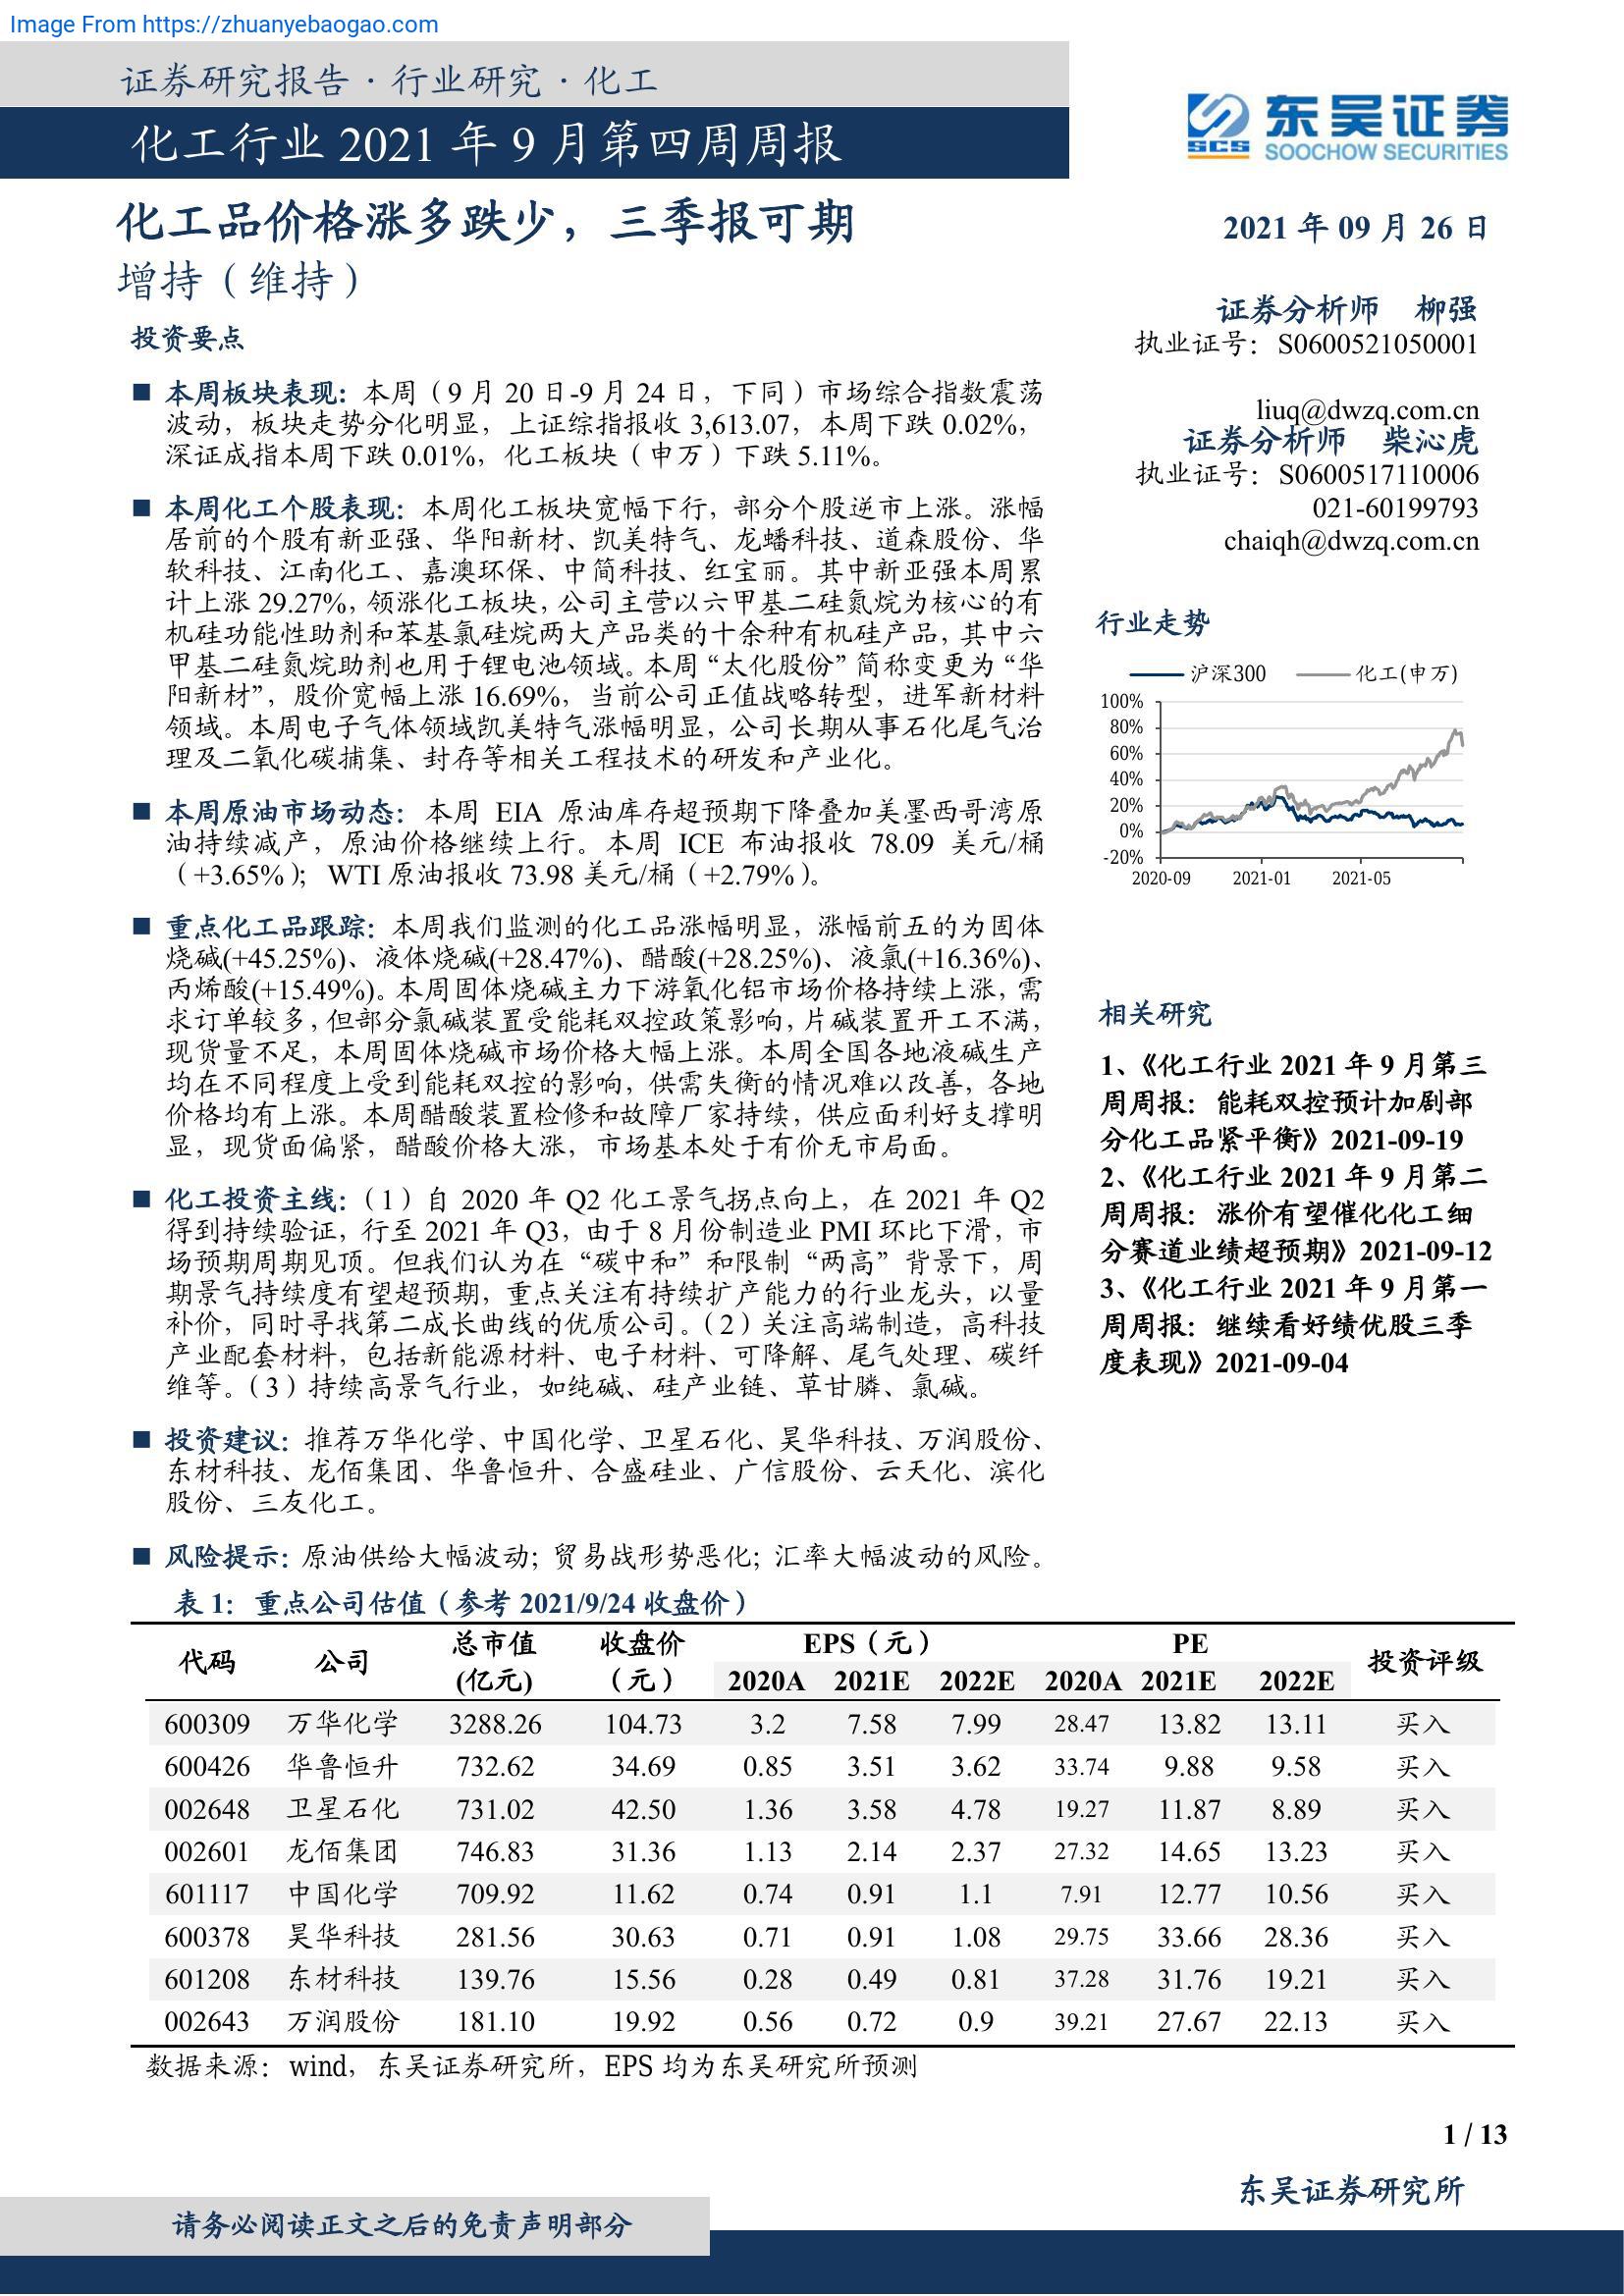 Image From https://zhuanyebaogao.com
证券研究报告·行业研究·化工
化工行业 2021 年 9 月第四周周报
东吴证券
SCS
SOOCHOW SECURITIES
化工品价格涨多跌少，三季报可期
增持（维持）
投资要点
■ 本周板块表现：本周（9 月 20 日-9 月 24 日，下同）市场综合指数震荡
波动，板块走势分化明显，上证综指报收 3,613.07，本周下跌 0.02%，
深证成指本周下跌 0.01%，化工板块（申万）下跌 5.11%。
■ 本周化工个股表现：本周化工板块宽幅下行，部分个股逆市上涨。涨幅
居前的个股有新亚强、华阳新材、凯美特气、龙蟠科技、道森股份、华
软科技、江南化工、嘉澳环保、中简科技、红宝丽。其中新亚强本周累
计上涨 29.27%，领涨化工板块，公司主营以六甲基二硅氮烷为核心的有
机硅功能性助剂和苯基氯硅烷两大产品类的十余种有机硅产品，其中六
甲基二硅氮烷助剂也用于锂电池领域。本周“太化股份”简称变更为“华
阳新材”，股价宽幅上涨 16.69%，当前公司正值战略转型，进军新材料
领域。本周电子气体领域凯美特气涨幅明显，公司长期从事石化尾气治
理及二氧化碳捕集、封存等相关工程技术的研发和产业化。
■ 本周原油市场动态：本周 EIA 原油库存超预期下降叠加美墨西哥湾原
油持续减产，原油价格继续上行。本周 ICE 布油报收 78.09 美元/桶
（+3.65%）；WTI 原油报收 73.98 美元/桶（+2.79%）。
■ 重点化工品跟踪：本周我们监测的化工品涨幅明显，涨幅前五的为固体
烧碱(+45.25%)、液体烧碱(+28.47%)、醋酸(+28.25%)、液氯(+16.36%)、
丙烯酸(+15.49%)。本周固体烧碱主力下游氧化铝市场价格持续上涨，需
求订单较多，但部分氯碱装置受能耗双控政策影响，片碱装置开工不满，
现货量不足，本周固体烧碱市场价格大幅上涨。本周全国各地液碱生产
均在不同程度上受到能耗双控的影响，供需失衡的情况难以改善，各地
价格均有上涨。本周醋酸装置检修和故障厂家持续，供应面利好支撑明
显，现货面偏紧，醋酸价格大涨，市场基本处于有价无市局面。
■ 化工投资主线：（1）自 2020 年 Q2 化工景气拐点向上，在 2021 年 Q2
得到持续验证，行至 2021 年 Q3，由于 8 月份制造业 PMI 环比下滑，市
场预期周期见顶。但我们认为在“碳中和”和限制“两高”背景下，周
期景气持续度有望超预期，重点关注有持续扩产能力的行业龙头，以量
补价，同时寻找第二成长曲线的优质公司。（2）关注高端制造，高科技
产业配套材料，包括新能源材料、电子材料、可降解、尾气处理、碳纤
维等。（3）持续高景气行业，如纯碱、硅产业链、草甘膦、氯碱。
■ 投资建议：推荐万华化学、中国化学、卫星石化、昊华科技、万润股份、
东材科技、龙佰集团、华鲁恒升、合盛硅业、广信股份、云天化、滨化
股份、三友化工。
■ 风险提示：原油供给大幅波动；贸易战形势恶化；汇率大幅波动的风险。
2021 年 09 月 26 日
证券分析师 柳强
执业证号：S0600521050001
liuq@dwzq.com.cn
证券分析师 柴沁虎
执业证号：S0600517110006
021-60199793
chaiqh@dwzq.com.cn
行业走势
沪深300 化工(申万)
100%
80%
60%
40%
20%
0%
-20%
2020-09 2021-01 2021-05
相关研究
1、《化工行业 2021 年 9 月第三
周周报：能耗双控预计加剧部
分化工品紧平衡》2021-09-19
2、《化工行业 2021 年 9 月第二
周周报：涨价有望催化化工细
分赛道业绩超预期》2021-09-12
3、《化工行业 2021 年 9 月第一
周周报：继续看好绩优股三季
度表现》2021-09-04
表 1：重点公司估值（参考 2021/9/24 收盘价）
代码 公司 总市值(亿元) 收盘价（元） EPS（元） PE 投资评级
2020A 2021E 2022E 2020A 2021E 2022E
600309 万华化学 3288.26 104.73 3.2 7.58 7.99 28.47 13.82 13.11 买入
600426 华鲁恒升 732.62 34.69 0.85 3.51 3.62 33.74 9.88 9.58 买入
002648 卫星石化 731.02 42.50 1.36 3.58 4.78 19.27 11.87 8.89 买入
002601 龙佰集团 746.83 31.36 1.13 2.14 2.37 27.32 14.65 13.23 买入
601117 中国化学 709.92 11.62 0.74 0.91 1.1 7.91 12.77 10.56 买入
600378 昊华科技 281.56 30.63 0.71 0.91 1.08 29.75 33.66 28.36 买入
601208 东材科技 139.76 15.56 0.28 0.49 0.81 37.28 31.76 19.21 买入
002643 万润股份 181.10 19.92 0.56 0.72 0.9 39.21 27.67 22.13 买入
数据来源：wind，东吴证券研究所，EPS 均为东吴研究所预测
1 / 13
东吴证券研究所
请务必阅读正文之后的免责声明部分